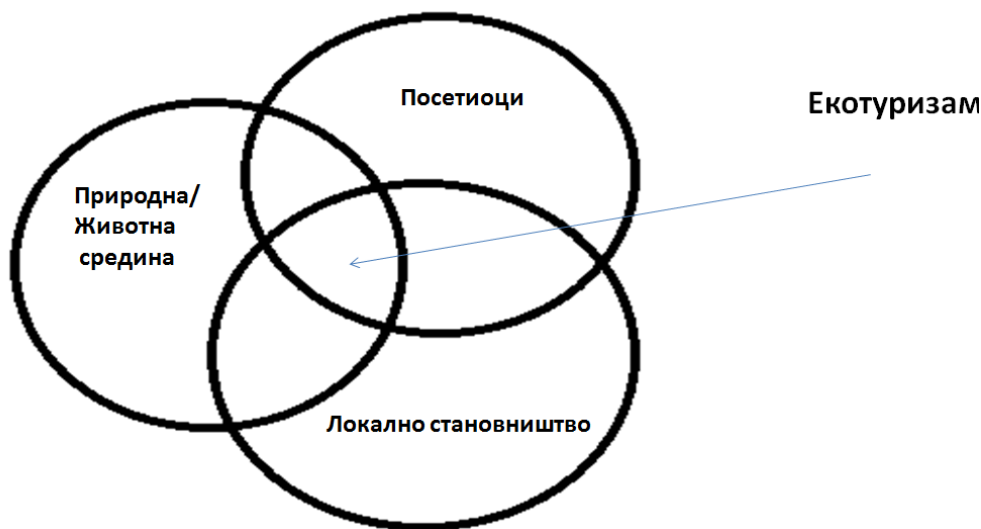 Посетиоци
Екотуризам
Природна/
Животна
средина
Локално становништво